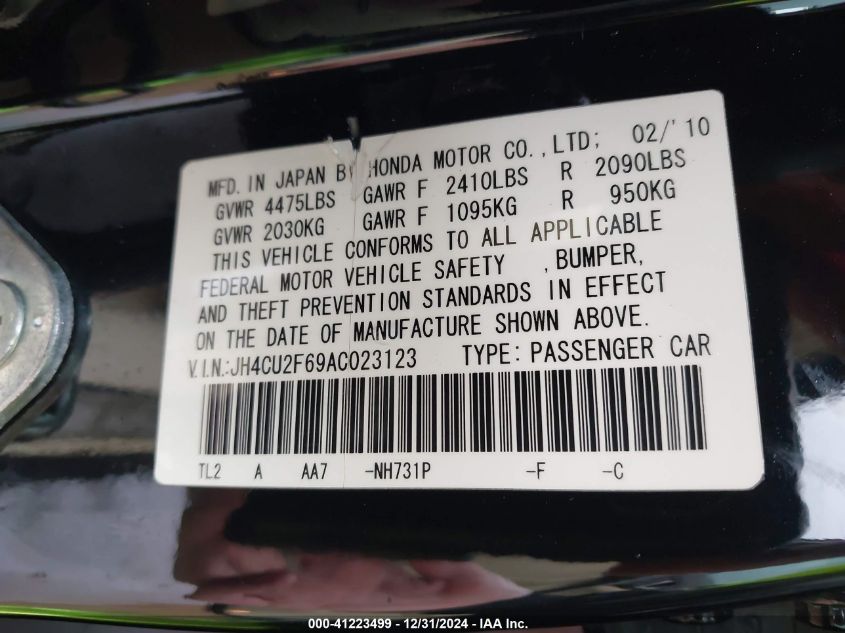 MFD. IN JAPAN BY HONDA MOTOR CO.,LTD; 02/'10
GVWR 4475LBS GAWR F 2410LBS R 2090LBS
GVWR 2030KG GAWR F 1095KG R 950KG
THIS VEHICLE CONFORMS TO ALL APPLICABLE
FEDERAL MOTOR VEHICLE SAFETY ,BUMPER,
AND THEFT PREVENTION STANDARDS IN EFFECT
ON THE DATE OF MANUFACTURE SHOWN ABOVE.
V.I.N.:JH4CU2F69AC023123 TYPE: PASSENGER CAR
TL2 A AA7 -NH731P -F -C
000-41223499 - 12/31/2024 - IAA Inc.